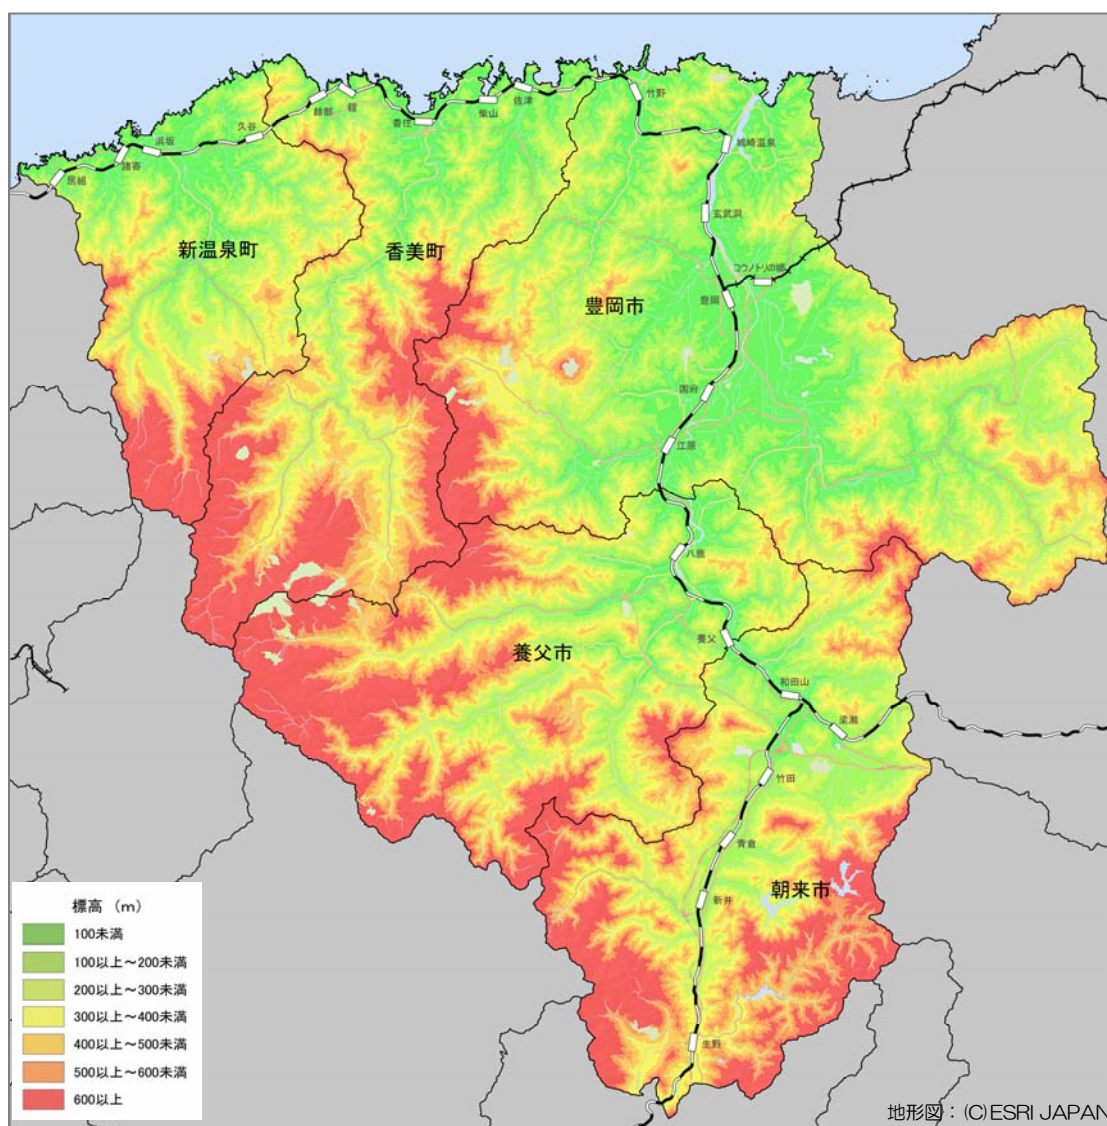 竹野
佐津
柴山
香住
鎧
餘部
久谷
浜坂
諸寄
居組
城崎温泉
玄武洞
新温泉町
香美町
コウノトリの郷
豊岡
豊岡市
国府
江原
八鹿
養父
養父市
和田山
梁瀬
竹田
青倉
朝来市
新井
生野
標高 (m)
100未満
100以上~200未満
200以上~300未満
300以上~400未満
400以上~500未満
500以上~600未満
600以上
地形図:(C)ESRI JAPAN